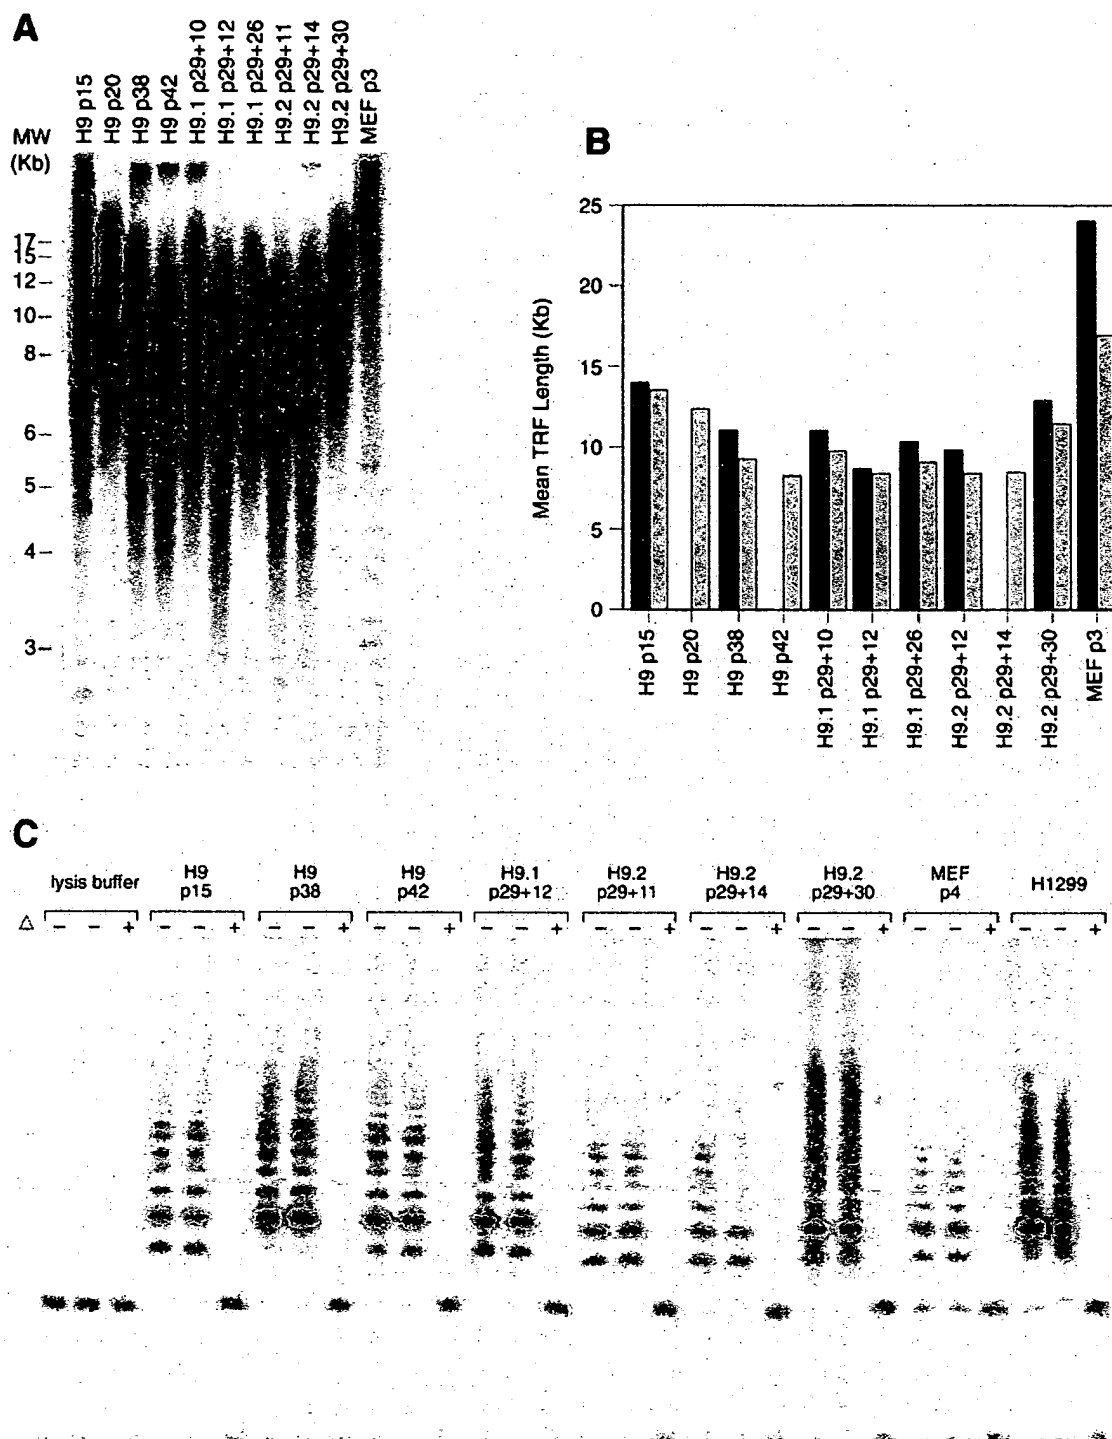 A
H9 p15
H9 p20
H9 p38
H9 p42
H9.1 p29+10
H9.1 p29+12
H9.1 p29+26
H9.2 p29+11
H9.2 p29+14
H9.2 p29+30
MEF p3
MW
(Kb)
17
15
12
10
8
6
5
4
3
B
Mean TRF Length (Kb)
25
20
15
10
5
0
H9 p15
H9 p20
H9 p38
H9 p42
H9.1 p29+10
H9.1 p29+12
H9.1 p29+26
H9.2 p29+12
H9.2 p29+14
H9.2 p29+30
MEF p3
C
lysis buffer
H9
p15
H9
p38
H9
p42
H9.1
p29+12
H9.2
p29+11
H9.2
p29+14
H9.2
p29+30
MEF
p4
H1299
△ - - + - - + - - + - - + - - + - - + - - + - - + - - + - - +